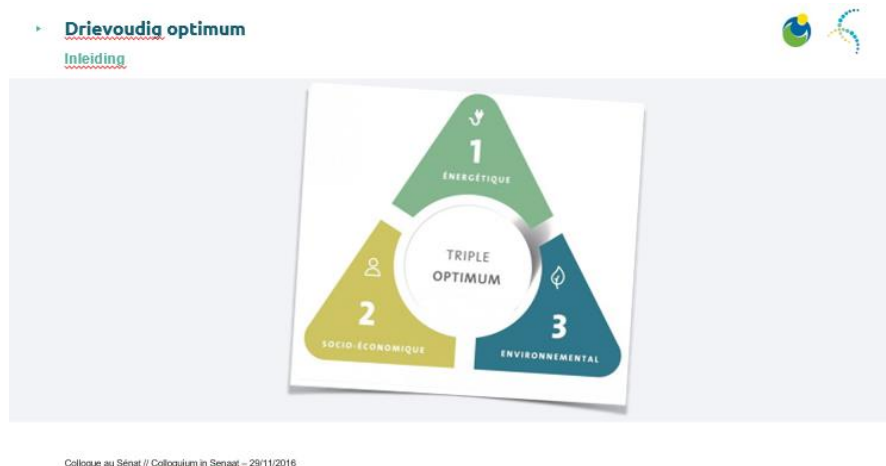 Drievoudig optimum
Inleiding
1
ÉNERGÉTIQUE
TRIPLE
OPTIMUM
2
SOCIO-ÉCONOMIQUE
3
ENVIRONNEMENTAL
Colloque au Sénat // Colloquium in Senaat – 29/11/2016